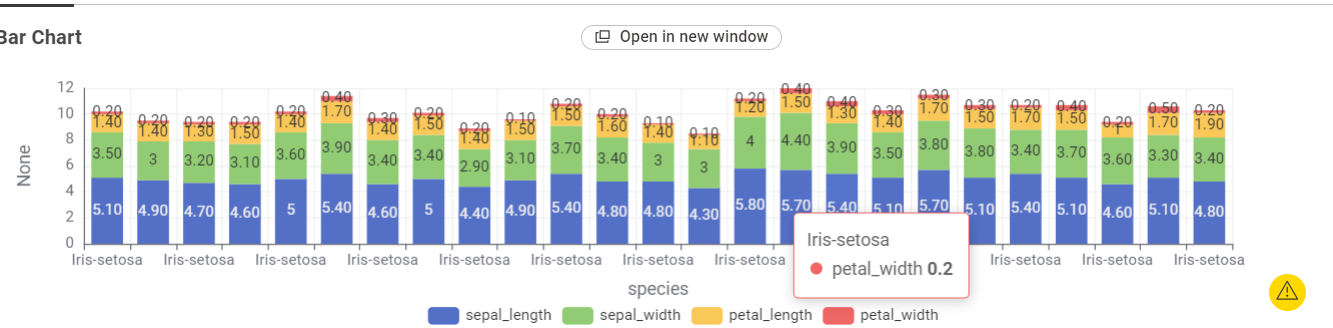 Bar Chart
Open in new window
12
10
8
6
4
2
0
None
0.20 0.20 0.20 0.20 0.20 0.40 0.30 0.20 0.20 0.10 0.20 0.20 0.10 0.10 0.20 0.40 0.40 0.30 0.30 0.30 0.20 0.40 0.20 0.50 0.20
1.40 1.40 1.30 1.50 1.40 1.70 1.40 1.50 1.40 1.50 1.50 1.60 1.40 1.10 1.20 1.50 1.30 1.40 1.70 1.50 1.70 1.50 1 1.70 1.90
3.50 3 3.20 3.10 3.60 3.90 3.40 3.40 2.90 3.10 3.70 3.40 3 3 4 4.40 3.90 3.50 3.80 3.80 3.40 3.70 3.60 3.30 3.40
5.10 4.90 4.70 4.60 5 5.40 4.60 5 4.40 4.90 5.40 4.80 4.80 4.30 5.80 5.70 5.40 5.10 5.70 5.10 5.40 5.10 4.60 5.10 4.80
Iris-setosa
petal_width 0.2
Iris-setosa Iris-setosa Iris-setosa Iris-setosa Iris-setosa Iris-setosa Iris-setosa Iris-setosa Iris-setosa Iris-setosa Iris-setosa
species
sepal_length sepal_width petal_length petal_width